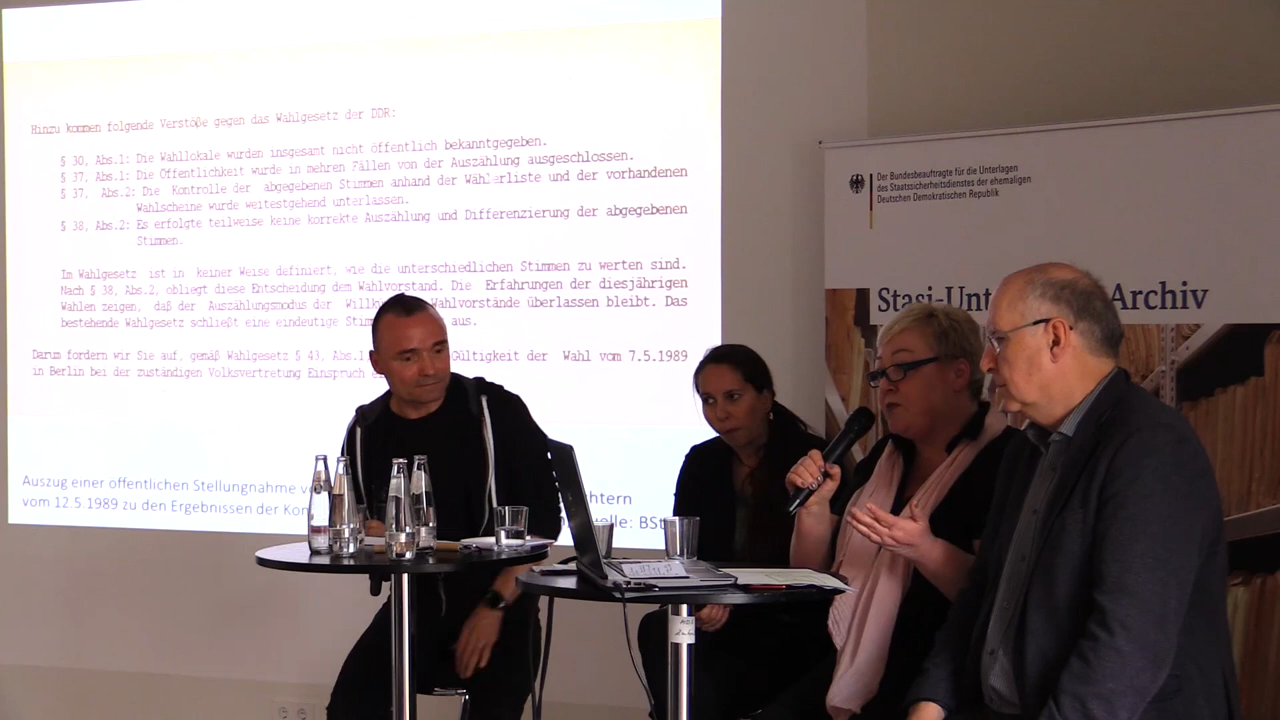 Hinzu kommen folgende Verstöße gegen das Wahlgesetz der DDR:
§ 30, Abs.1: Die Wahllokale wurden insgesamt nicht öffentlich bekanntgegeben.
§ 37, Abs.1: Die Öffentlichkeit wurde in mehren Fällen von der Auszählung ausgeschlossen.
§ 37, Abs.2: Die Kontrolle der abgegebenen Stimmen anhand der Wählerliste und der vorhandenen
Wahlscheine wurde weitestgehend unterlassen.
§ 38, Abs.2: Es erfolgte teilweise keine korrekte Auszählung und Differenzierung der abgegebenen
Stimmen.
Im Wahlgesetz ist in keiner Weise definiert, wie die unterschiedlichen Stimmen zu werten sind.
Nach § 38, Abs.2, obliegt diese Entscheidung dem Wahlvorstand. Die Erfahrungen der diesjährigen
Wahlen zeigen, daß der Auszählungsmodus der Wahlvorstände überlassen bleibt. Das
bestehende Wahlgesetz schließt eine eindeutige aus.
Darum fordern wir Sie auf, gemäß Wahlgesetz § 43, Abs.1 Gültigkeit der Wahl vom 7.5.1989
in Berlin bei der zuständigen Volksvertretung Einspruch
Auszug einer öffentlichen Stellungnahme
vom 12.5.1989 zu den Ergebnissen der
Der Bundesbeauftragte für die Unterlagen
des Staatssicherheitsdienstes der ehemaligen
Deutschen Demokratischen Republik
Archiv